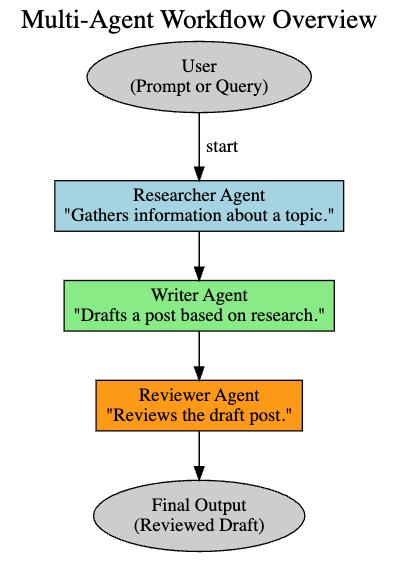 Multi-Agent Workflow Overview
User
(Prompt or Query)
start
Researcher Agent
"Gathers information about a topic."
Writer Agent
"Drafts a post based on research."
Reviewer Agent
"Reviews the draft post."
Final Output
(Reviewed Draft)